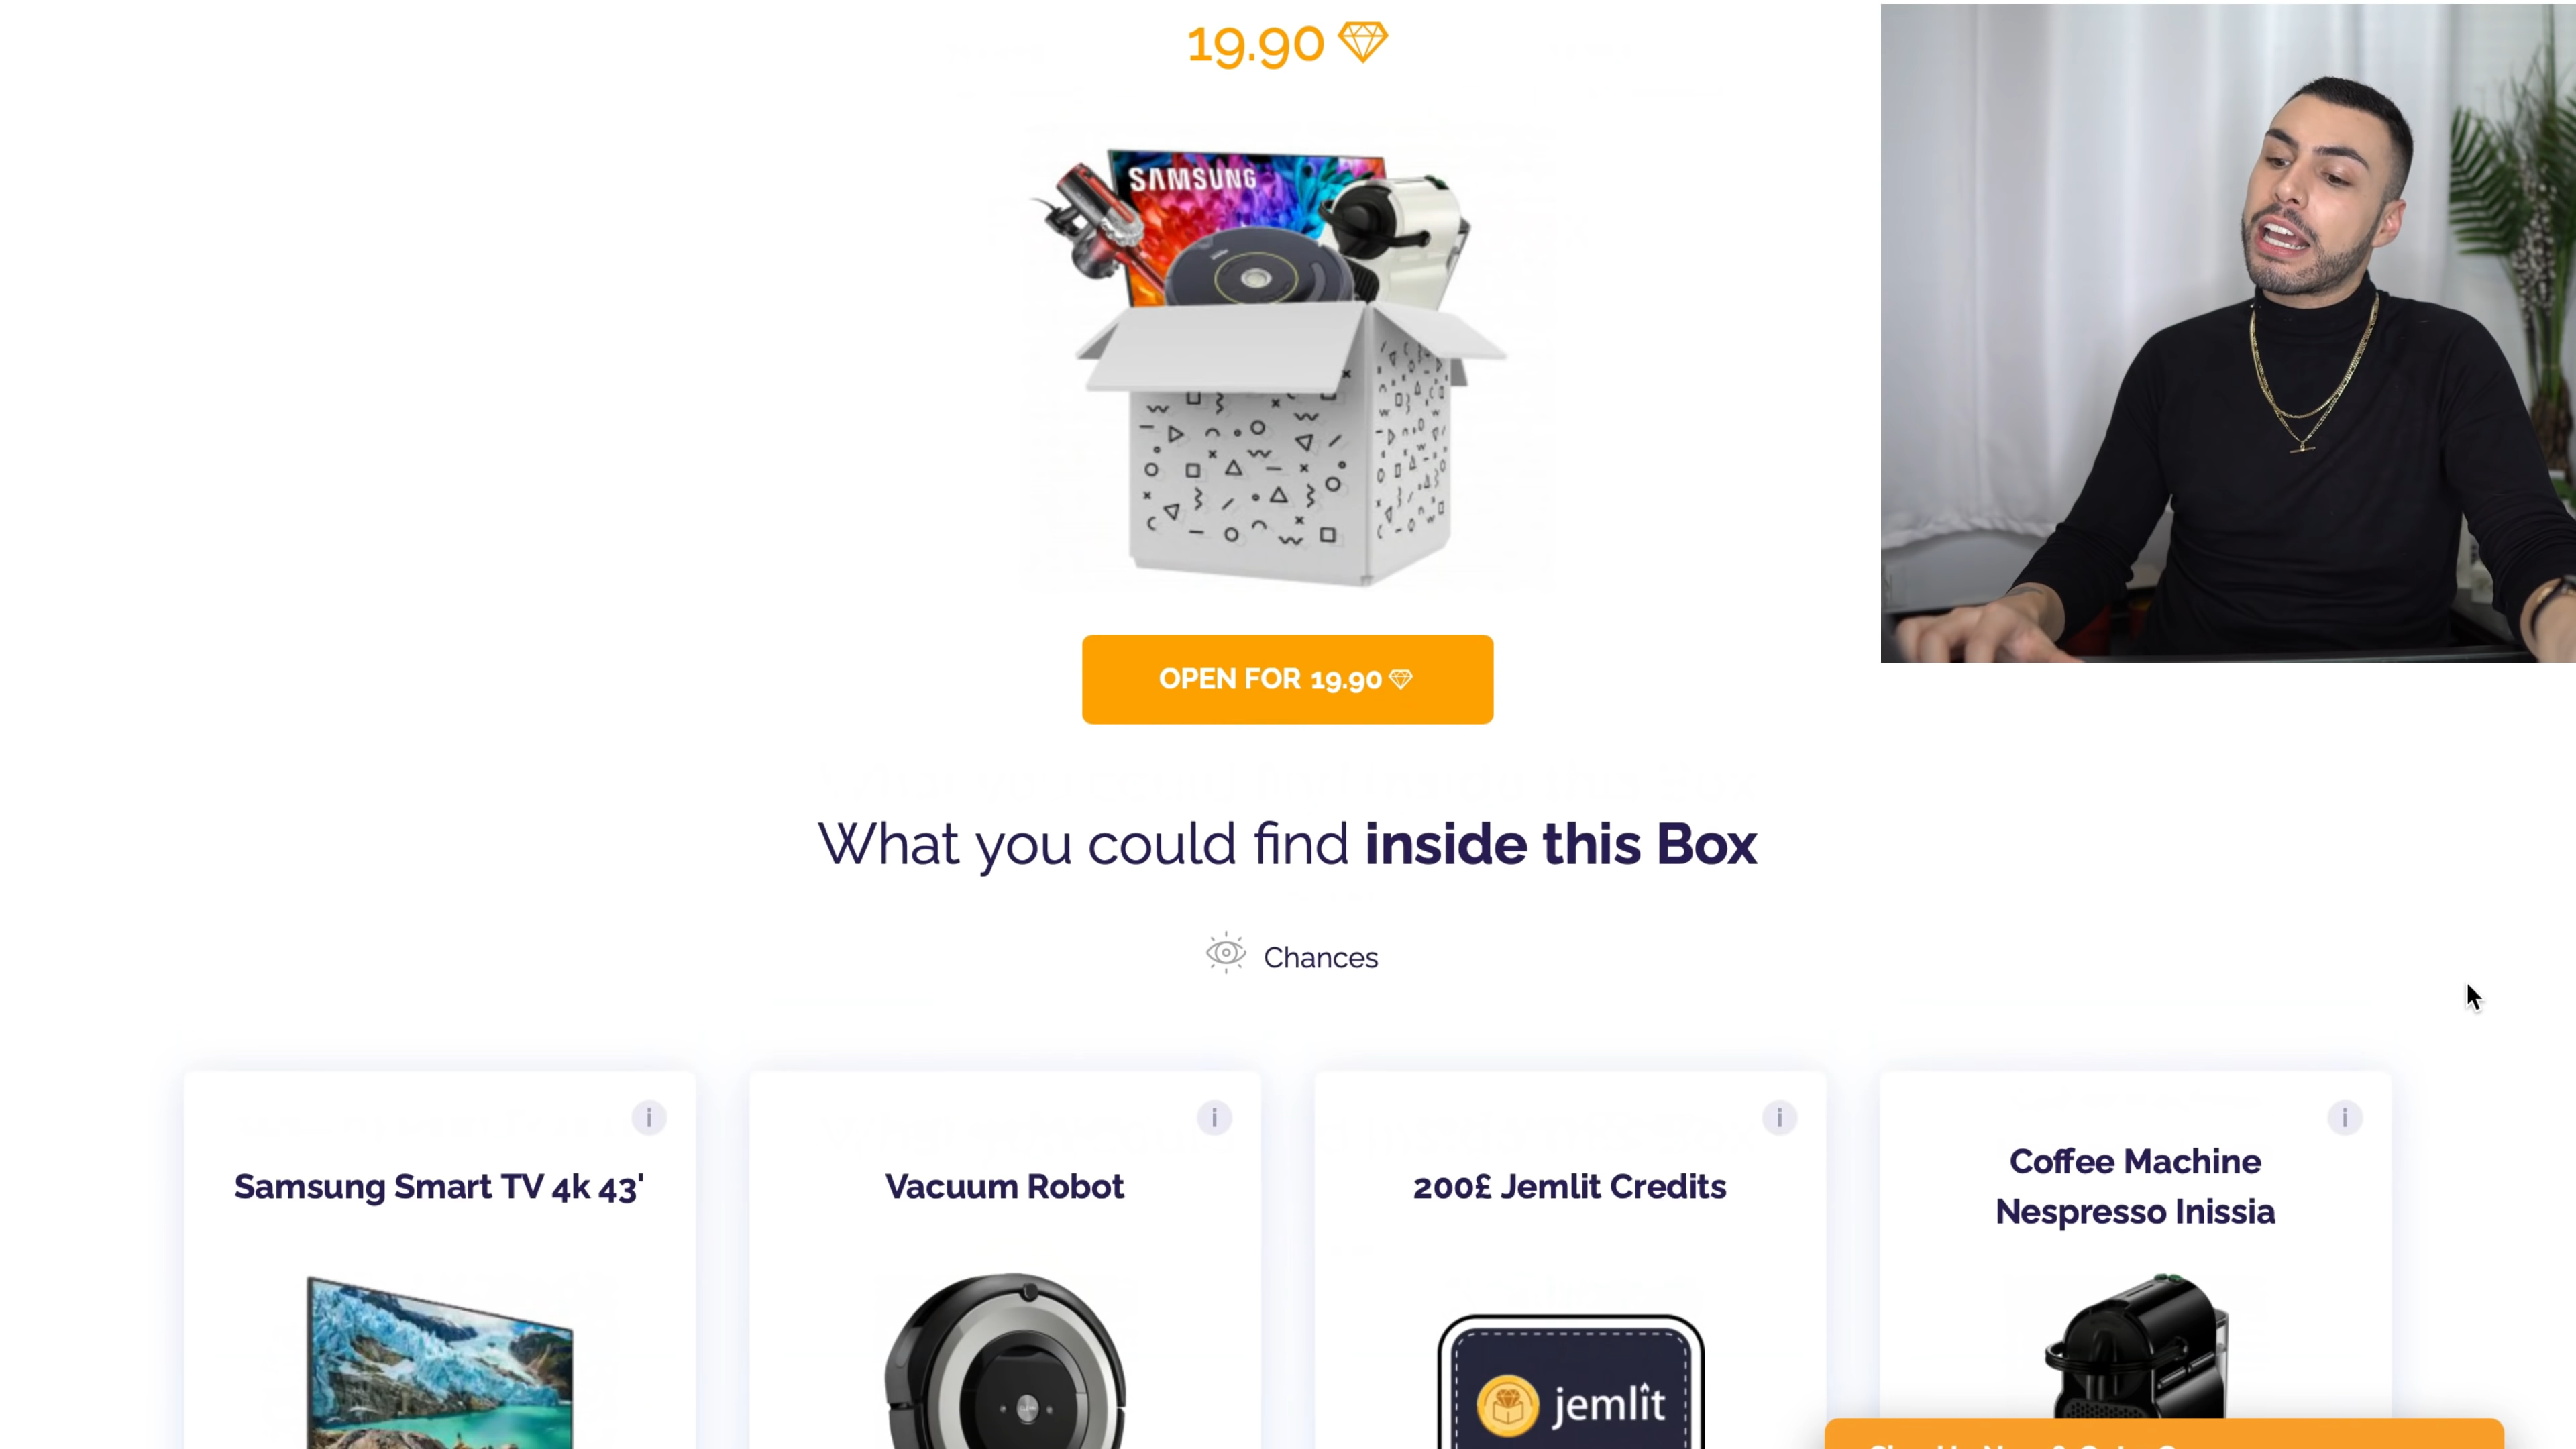 19.90
SAMSUNG
OPEN FOR 19.90
What you could find inside this Box
Chances
i
i
i
i
Samsung Smart TV 4k 43'
Vacuum Robot
200£ Jemlit Credits
Coffee Machine
Nespresso Inissia
jemlit